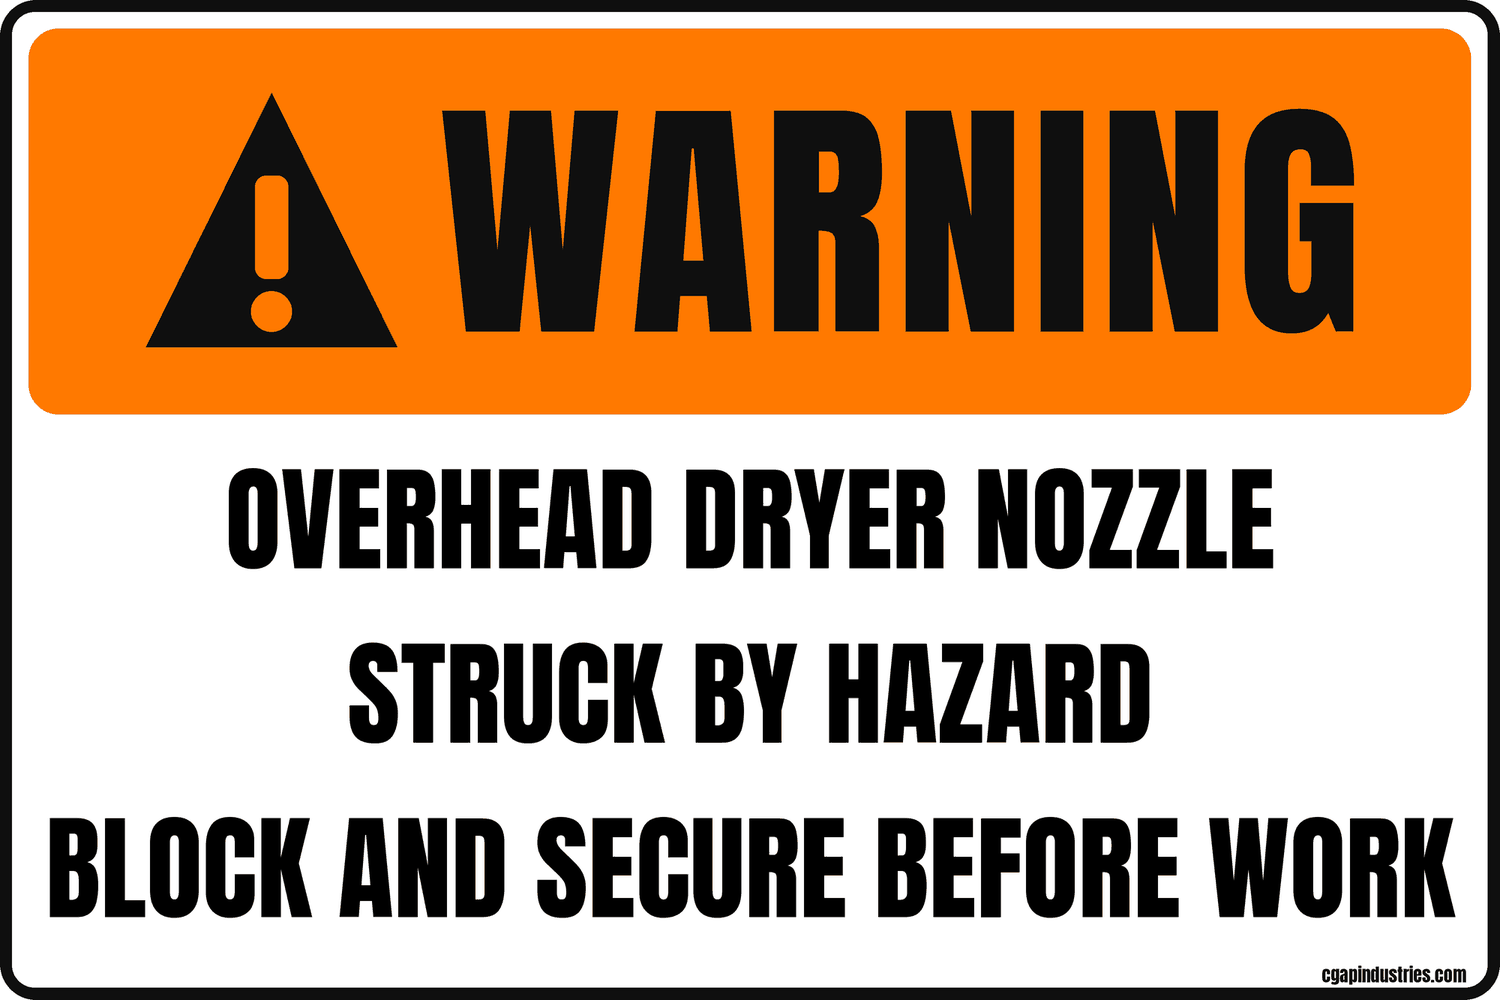 WARNING
OVERHEAD DRYER NOZZLE
STRUCK BY HAZARD
BLOCK AND SECURE BEFORE WORK
cgapindustries.com